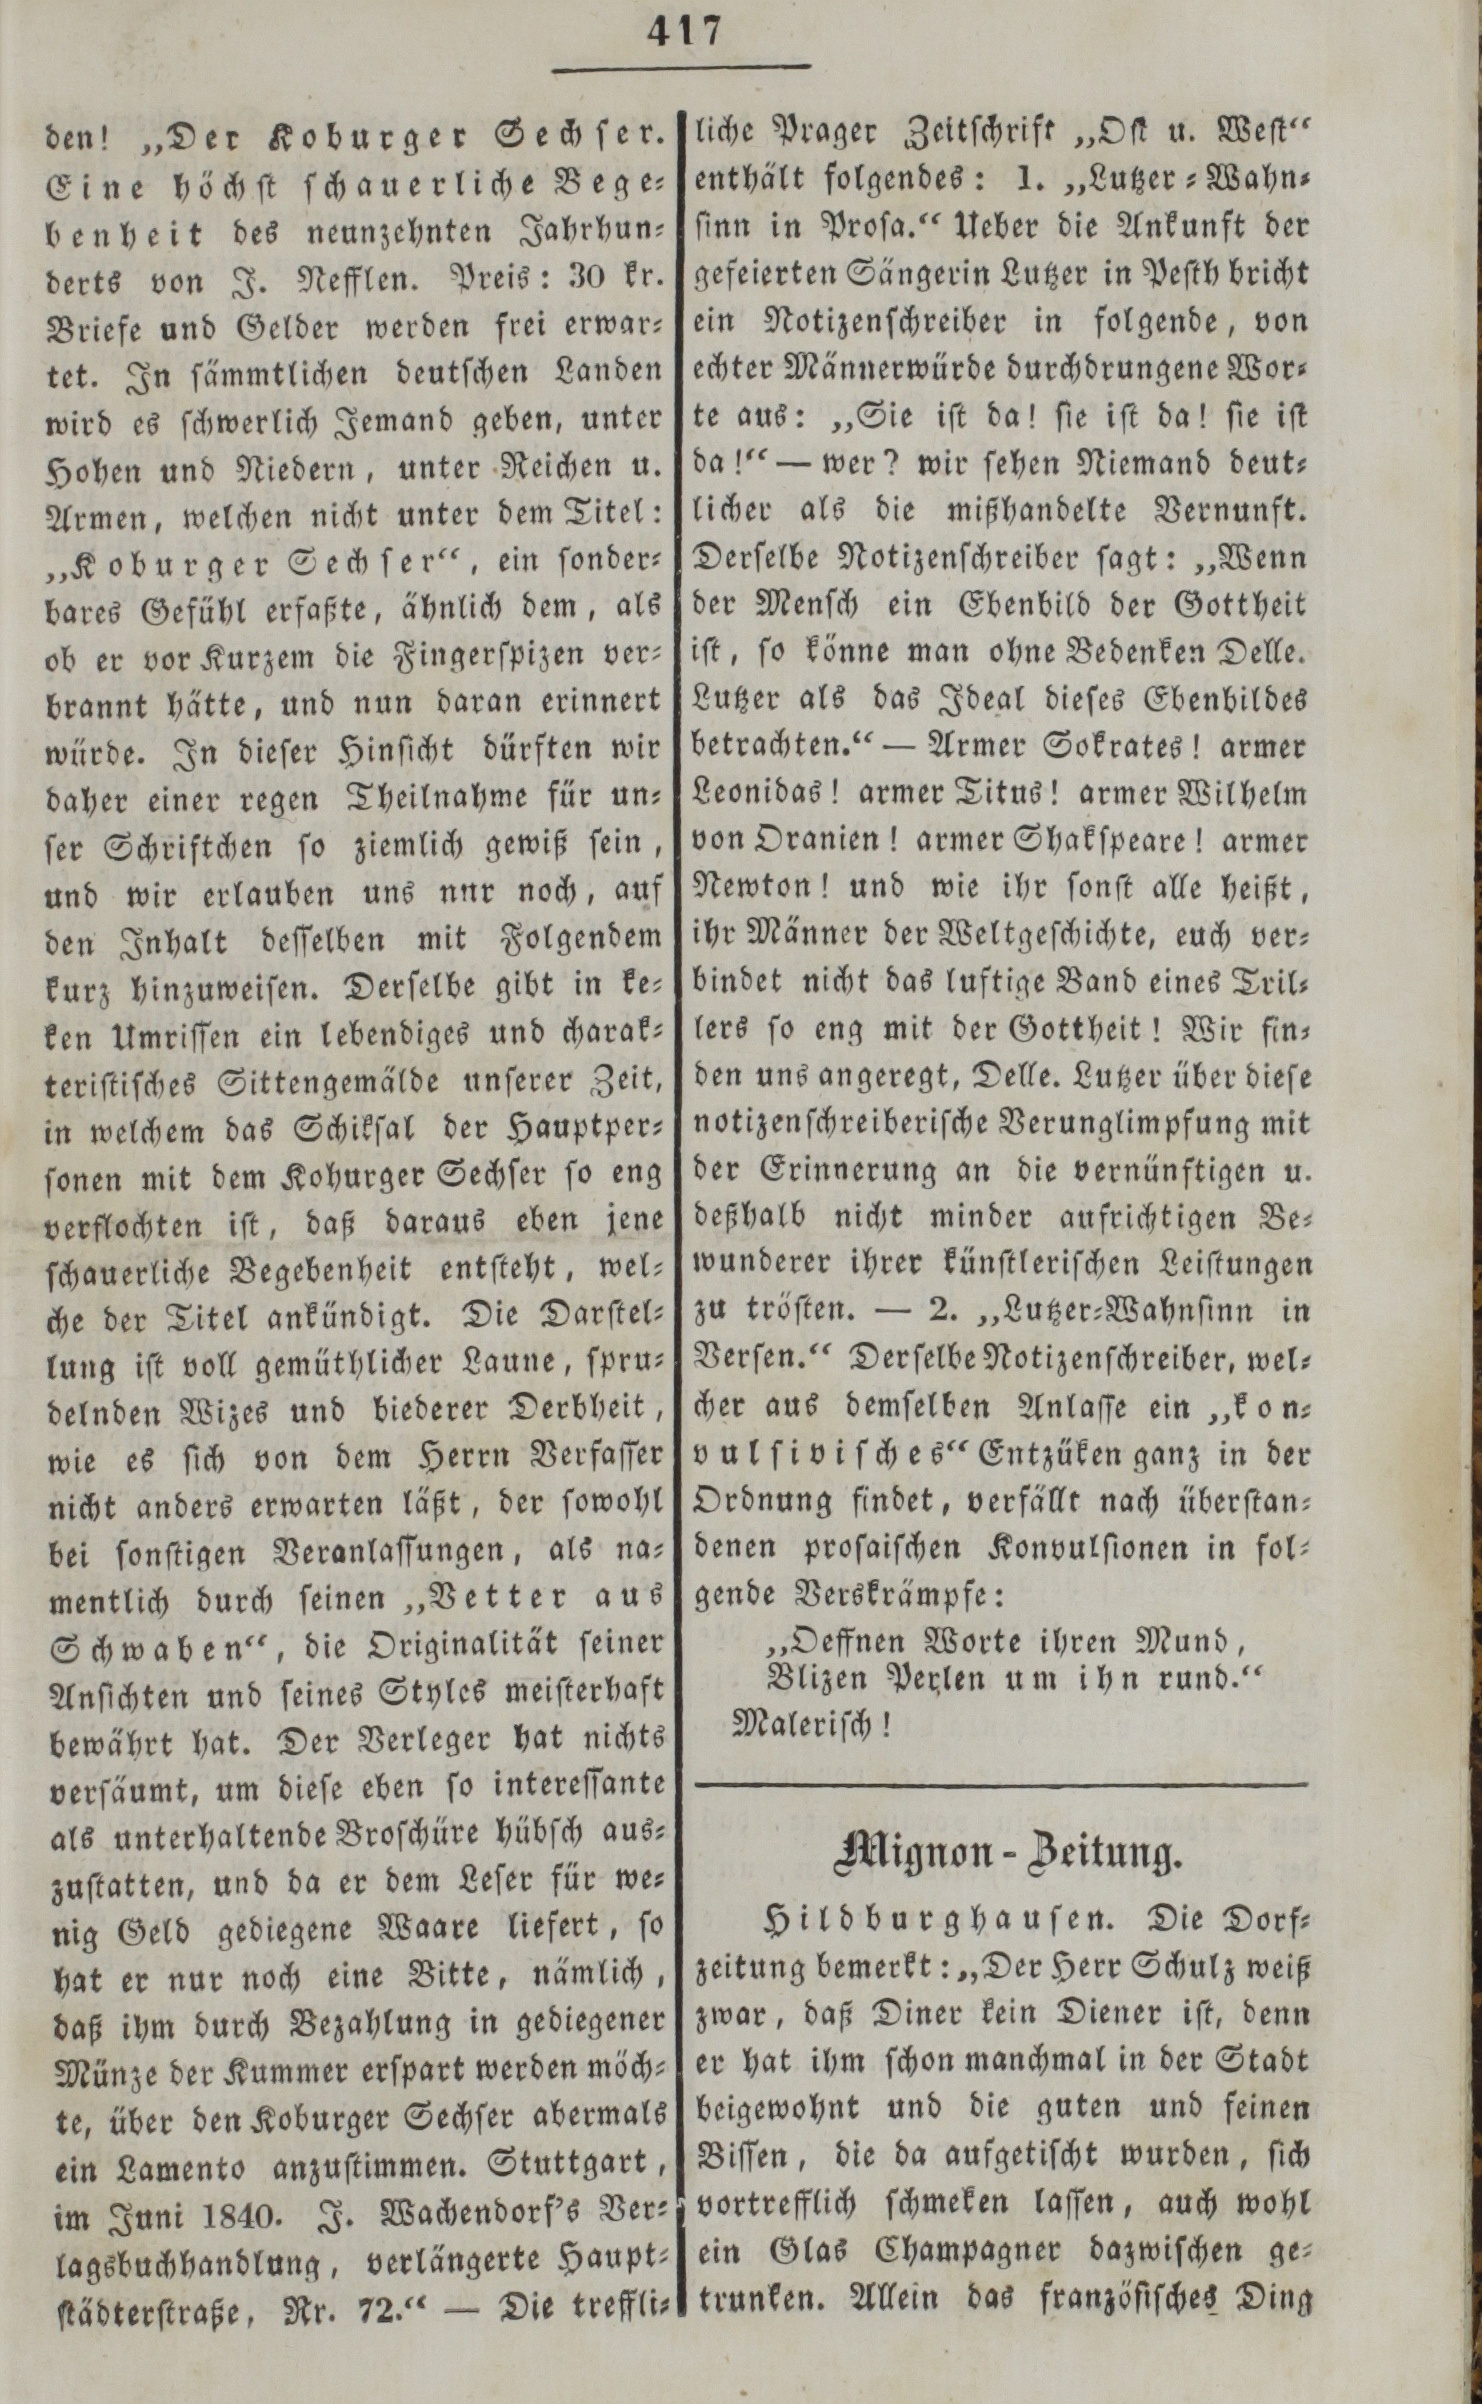 417
den! „Der Koburger Sechser.
Eine höchst schauerliche Bege-
benheit des neunzehnten Jahrhun-
derts von J. Nefflen. Preis: 30 kr.
Briefe und Gelder werden frei erwar-
tet. In sämmtlichen deutschen Landen
wird es schwerlich Jemand geben, unter
Hohen und Niedern, unter Reichen u.
Armen, welchen nicht unter dem Titel:
„Koburger Sechser“, ein sonder-
bares Gefühl erfaßte, ähnlich dem, als
ob er vor Kurzem die Fingerspizen ver-
brannt hätte, und nun daran erinnert
würde. In dieser Hinsicht dürften wir
daher einer regen Theilnahme für un-
ser Schriftchen so ziemlich gewiß sein,
und wir erlauben uns nnr noch, auf
den Inhalt desselben mit Folgendem
kurz hinzuweisen. Derselbe gibt in ke-
ken Umrissen ein lebendiges und charak-
teristisches Sittengemälde unserer Zeit,
in welchem das Schiksal der Hauptper-
sonen mit dem Koburger Sechser so eng
verflochten ist, daß daraus eben jene
schauerliche Begebenheit entsteht, wel-
che der Titel ankündigt. Die Darstel-
lung ist voll gemüthlicher Laune, spru-
delnden Wizes und biederer Derbheit,
wie es sich von dem Herrn Verfasser
nicht anders erwarten läßt, der sowohl
bei sonstigen Veranlassungen, als na-
mentlich durch seinen „Vetter aus
Schwaben“, die Originalität seiner
Ansichten und seines Styles meisterhaft
bewährt hat. Der Verleger hat nichts
versäumt, um diese eben so interessante
als unterhaltende Broschüre hübsch aus-
zustatten, und da er dem Leser für we-
nig Geld gediegene Waare liefert, so
hat er nur noch eine Bitte, nämlich,
daß ihm durch Bezahlung in gediegener
Münze der Kummer erspart werden möch-
te, über den Koburger Sechser abermals
ein Lamento anzustimmen. Stuttgart,
im Juni 1840. J. Wachendorf's Ver-
lagsbuchhandlung, verlängerte Haupt-
städterstraße, Nr. 72.“ — Die treffli-
liche Prager Zeitschrift „Ost u. West“
enthält folgendes: 1. „Lutzer-Wahn-
sinn in Prosa.“ Ueber die Ankunft der
gefeierten Sängerin Lutzer in Pesth bricht
ein Notizenschreiber in folgende, von
echter Männerwürde durchdrungene Wor-
te aus: „Sie ist da! sie ist da! sie ist
da!“ — wer? wir sehen Niemand deut-
licher als die mißhandelte Vernunft.
Derselbe Notizenschreiber sagt: „Wenn
der Mensch ein Ebenbild der Gottheit
ist, so könne man ohne Bedenken Delle.
Lutzer als das Ideal dieses Ebenbildes
betrachten.“ — Armer Sokrates! armer
Leonidas! armer Titus! armer Wilhelm
von Oranien! armer Shakspeare! armer
Newton! und wie ihr sonst alle heißt,
ihr Männer der Weltgeschichte, euch ver-
bindet nicht das luftige Band eines Tril-
lers so eng mit der Gottheit! Wir fin-
den uns angeregt, Delle. Lutzer über diese
notizenschreiberische Verunglimpfung mit
der Erinnerung an die vernünftigen u.
deßhalb nicht minder aufrichtigen Be-
wunderer ihrer künstlerischen Leistungen
zu trösten. — 2. „Lutzer-Wahnsinn in
Versen.“ Derselbe Notizenschreiber, wel-
cher aus demselben Anlasse ein „kon-
vulsivisches“ Entzüken ganz in der
Ordnung findet, verfällt nach überstan-
denen prosaischen Konvulsionen in fol-
gende Verskrämpfe:
„Oeffnen Worte ihren Mund,
Blizen Perlen um ihn rund.“
Malerisch!
Mignon-Zeitung.
Hildburghausen. Die Dorf-
zeitung bemerkt: „Der Herr Schulz weiß
zwar, daß Diner kein Diener ist, denn
er hat ihm schon manchmal in der Stadt
beigewohnt und die guten und feinen
Bissen, die da aufgetischt wurden, sich
vortrefflich schmeken lassen, auch wohl
ein Glas Champagner dazwischen ge-
trunken. Allein das französisches Ding